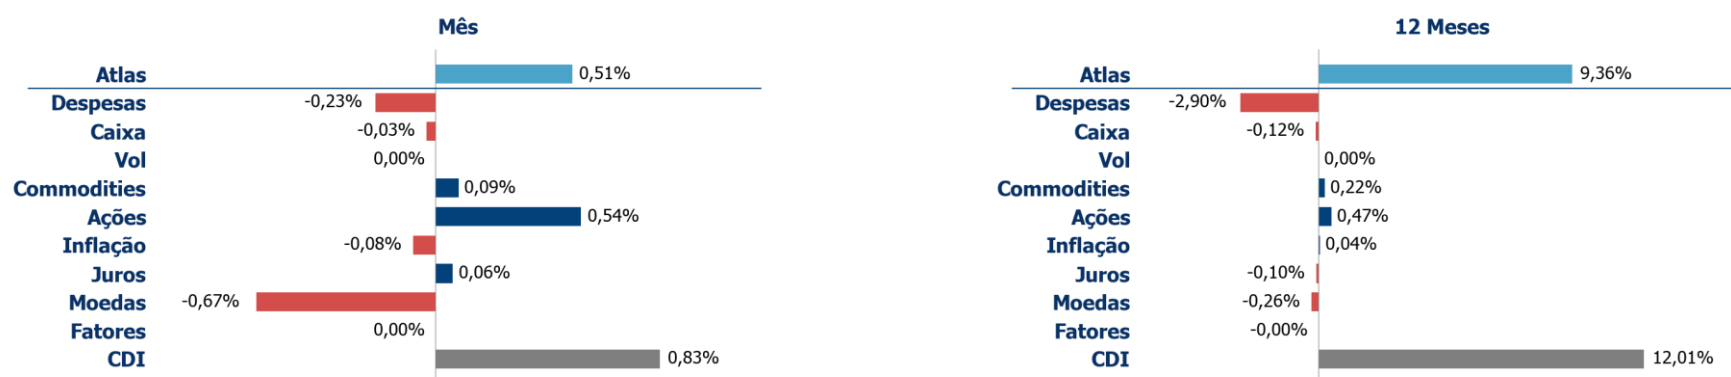 Mês
Atlas 0,51%
Despesas -0,23%
Caixa -0,03%
Vol 0,00%
Commodities 0,09%
Ações 0,54%
Inflação -0,08%
Juros 0,06%
Moedas -0,67%
Fatores 0,00%
CDI 0,83%
12 Meses
Atlas 9,36%
Despesas -2,90%
Caixa -0,12%
Vol 0,00%
Commodities 0,22%
Ações 0,47%
Inflação 0,04%
Juros -0,10%
Moedas -0,26%
Fatores -0,00%
CDI 12,01%